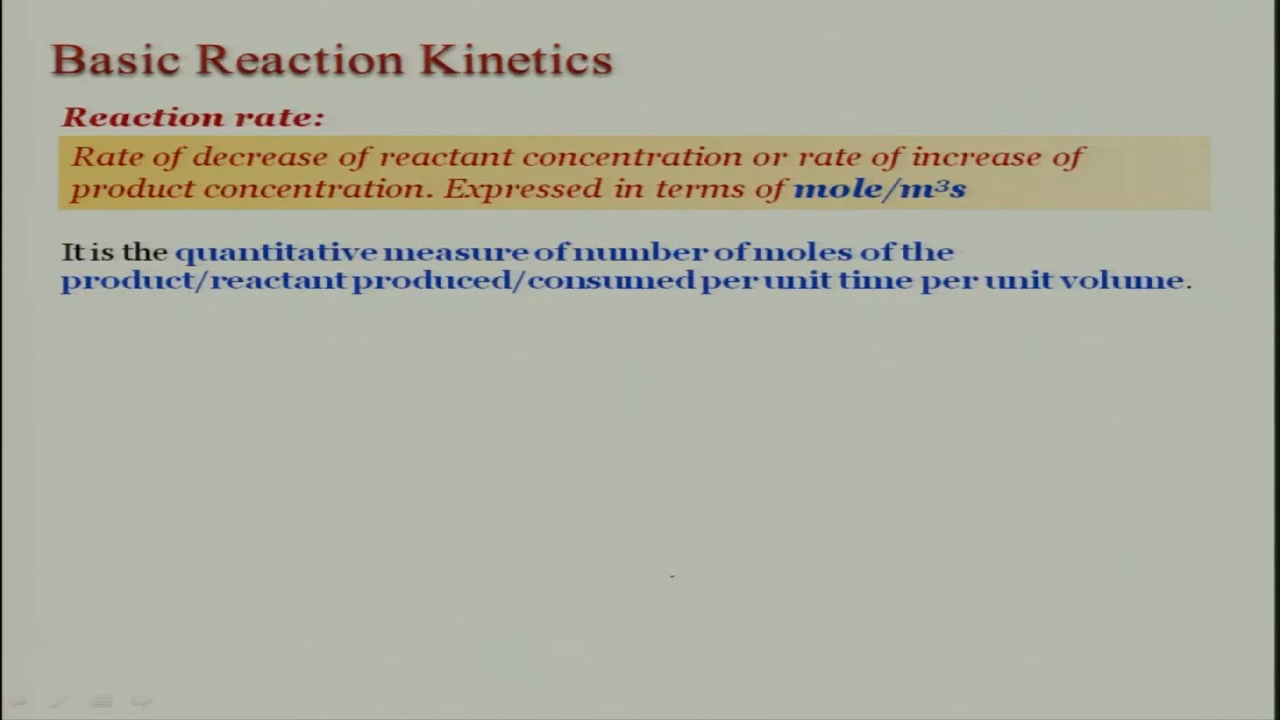 Basic Reaction Kinetics
Reaction rate:
Rate of decrease of reactant concentration or rate of increase of
product concentration. Expressed in terms of mole/m³s
It is the quantitative measure of number of moles of the
product/reactant produced/consumed per unit time per unit volume.